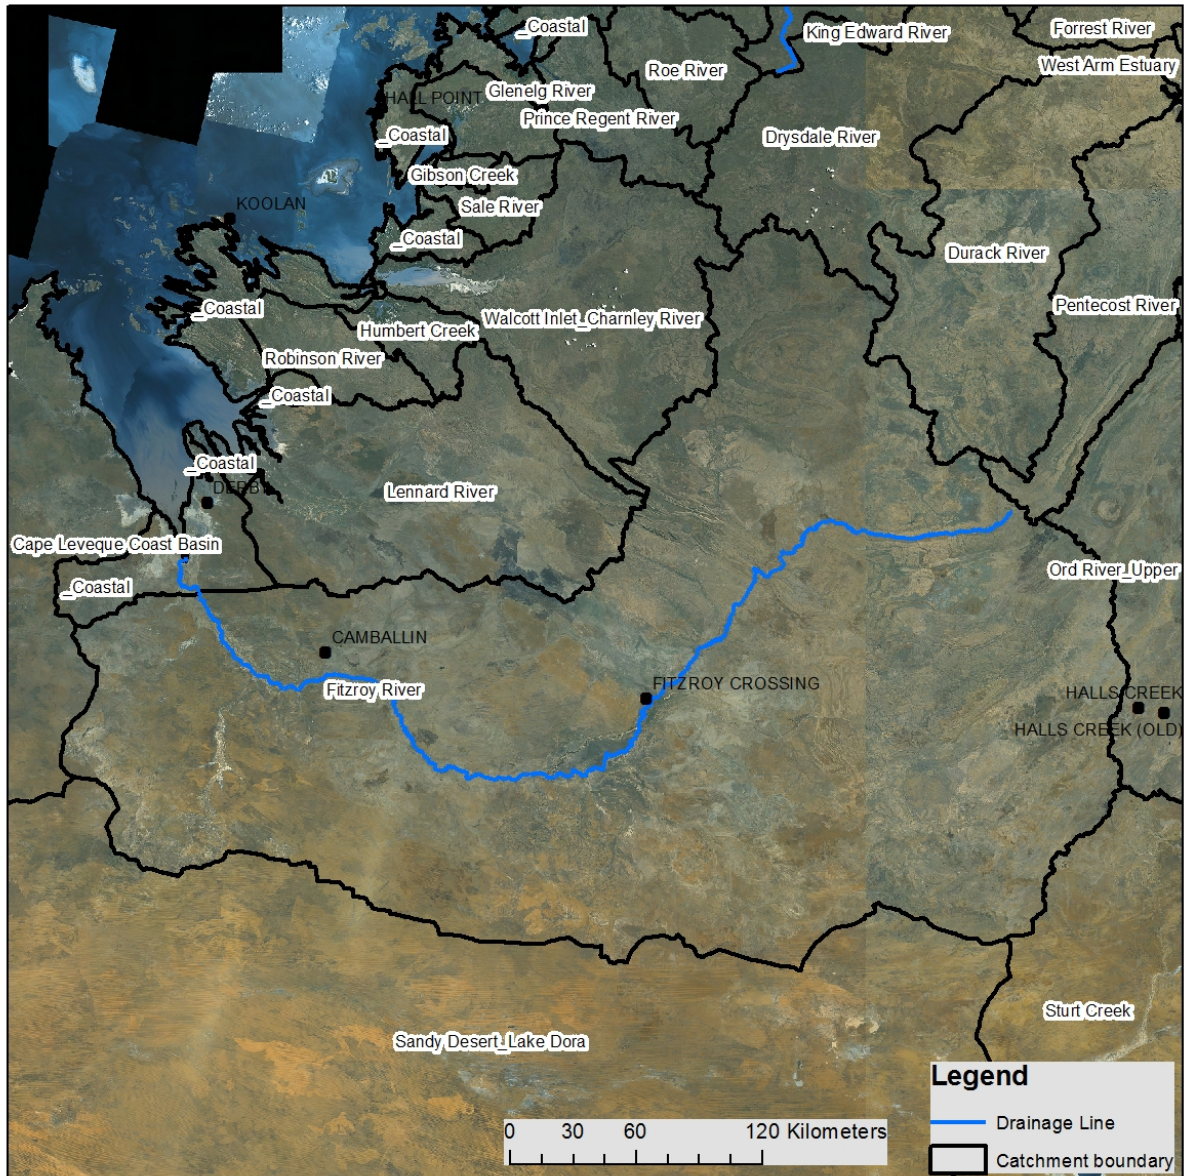 _Coastal
King Edward River
Forrest River
West Arm Estuary
Roe River
Glenelg River
HALL POINT
Prince Regent River
_Coastal
Drysdale River
Gibson Creek
KOOLAN
Sale River
_Coastal
Durack River
_Coastal
Pentecost River
Walcott Inlet_Charnley River
Humbert Creek
Robinson River
_Coastal
_Coastal
DERBY
Lennard River
Cape Leveque Coast Basin
_Coastal
Ord River_Upper
CAMBALLIN
Fitzroy River
FITZROY CROSSING
HALLS CREEK
HALLS CREEK (OLD)
Sandy Desert_Lake Dora
Sturt Creek
Legend
Drainage Line
Catchment boundary
0 30 60 120 Kilometers